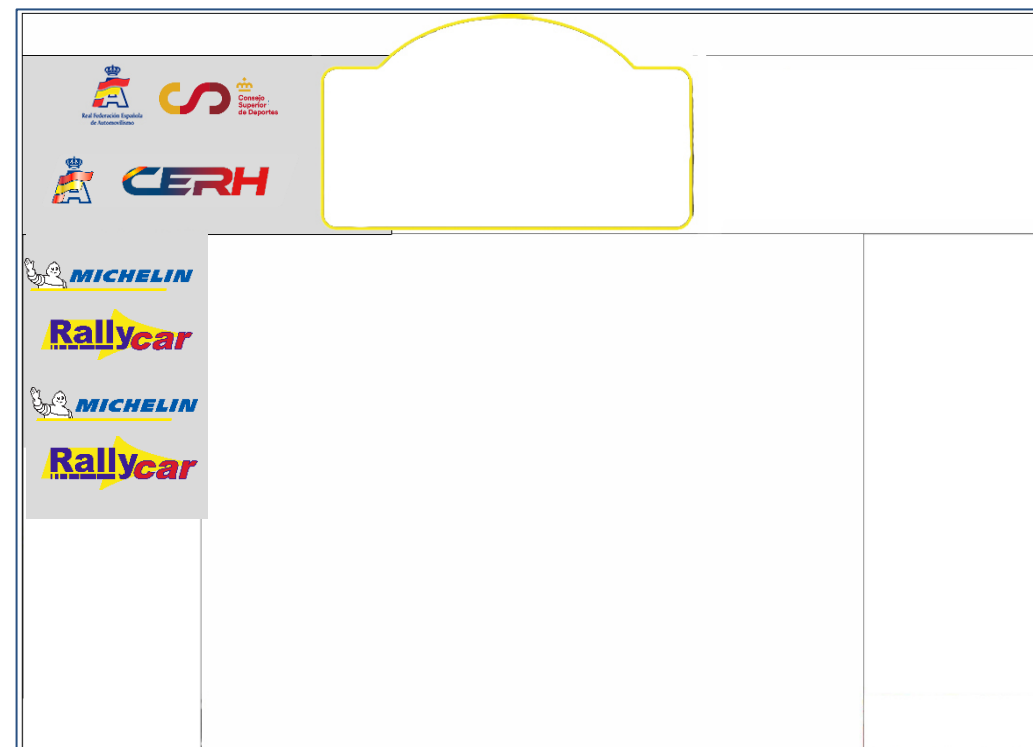 Real Federación Española
de Automovilismo
Consejo
Superior
de Deportes
CERH
MICHELIN
Rallycar
MICHELIN
Rallycar